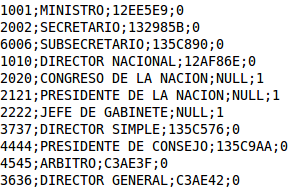 1001;MINISTRO;12EE5E9;0
2002;SECRETARIO;132985B;0
6006;SUBSECRETARIO;135C890;0
1010;DIRECTOR NACIONAL;12AF86E;0
2020;CONGRESO DE LA NACION;NULL;1
2121;PRESIDENTE DE LA NACION;NULL;1
2222;JEFE DE GABINETE;NULL;1
3737;DIRECTOR SIMPLE;135C576;0
4444;PRESIDENTE DE CONSEJO;135C9AA;0
4545;ARBITRO;C3AE3F;0
3636;DIRECTOR GENERAL;C3AE42;0